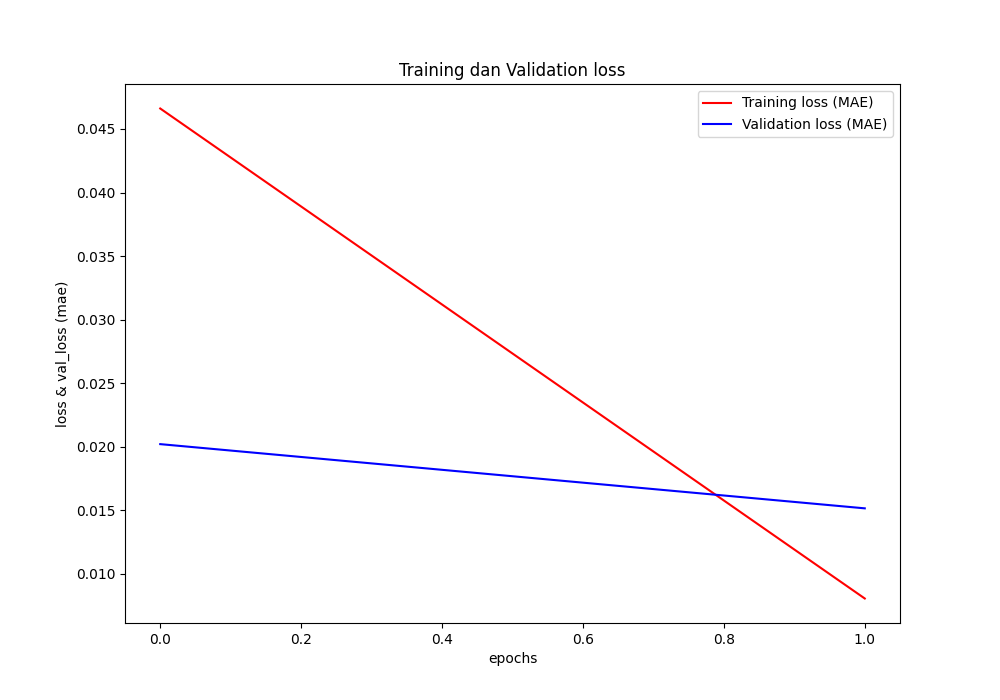 Training dan Validation loss
Training loss (MAE)
Validation loss (MAE)
loss & val_loss (mae)
0.045
0.040
0.035
0.030
0.025
0.020
0.015
0.010
0.0 0.2 0.4 0.6 0.8 1.0
epochs